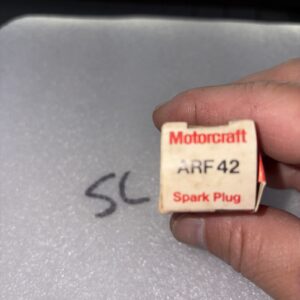 Motorcraft
ARF 42
SC
Spark Plug